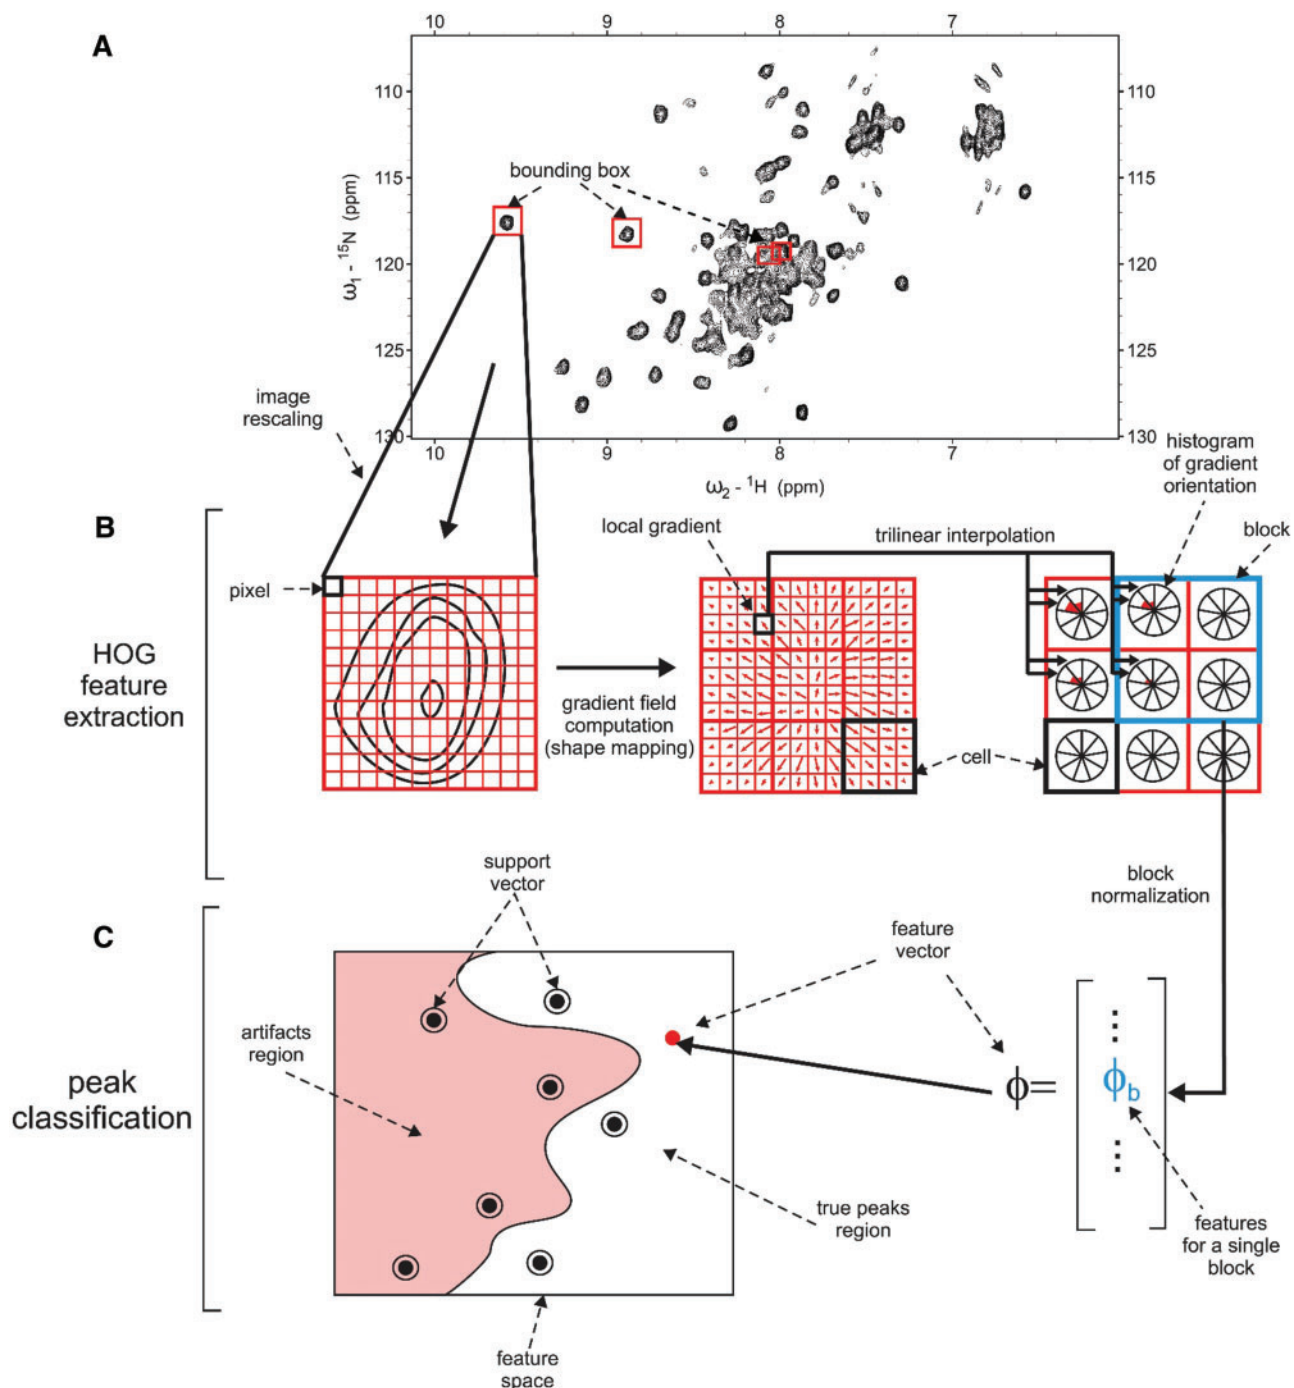 A
10
9
8
7
110
115
120
125
130
110
115
120
125
130
ω1 - 15N (ppm)
bounding box
10
9
8
7
ω2 - 1H (ppm)
image
rescaling
histogram
of gradient
orientation
B
local gradient
trilinear interpolation
block
pixel
HOG
feature
extraction
gradient field
computation
(shape mapping)
cell
block
normalization
C
support
vector
feature
vector
artifacts
region
peak
classification
true peaks
region
ϕ=
⋮
ϕb
⋮
features
for a single
block
feature
space